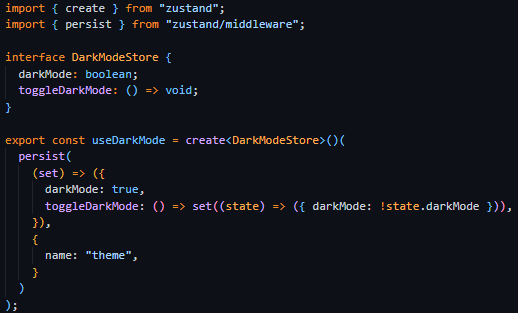 import { create } from "zustand";
import { persist } from "zustand/middleware";

interface DarkModeStore {
  darkMode: boolean;
  toggleDarkMode: () => void;
}

export const useDarkMode = create<DarkModeStore>()(
  persist(
    (set) => ({
      darkMode: true,
      toggleDarkMode: () => set((state) => ({ darkMode: !state.darkMode })),
    }),
    {
      name: "theme",
    }
  )
);